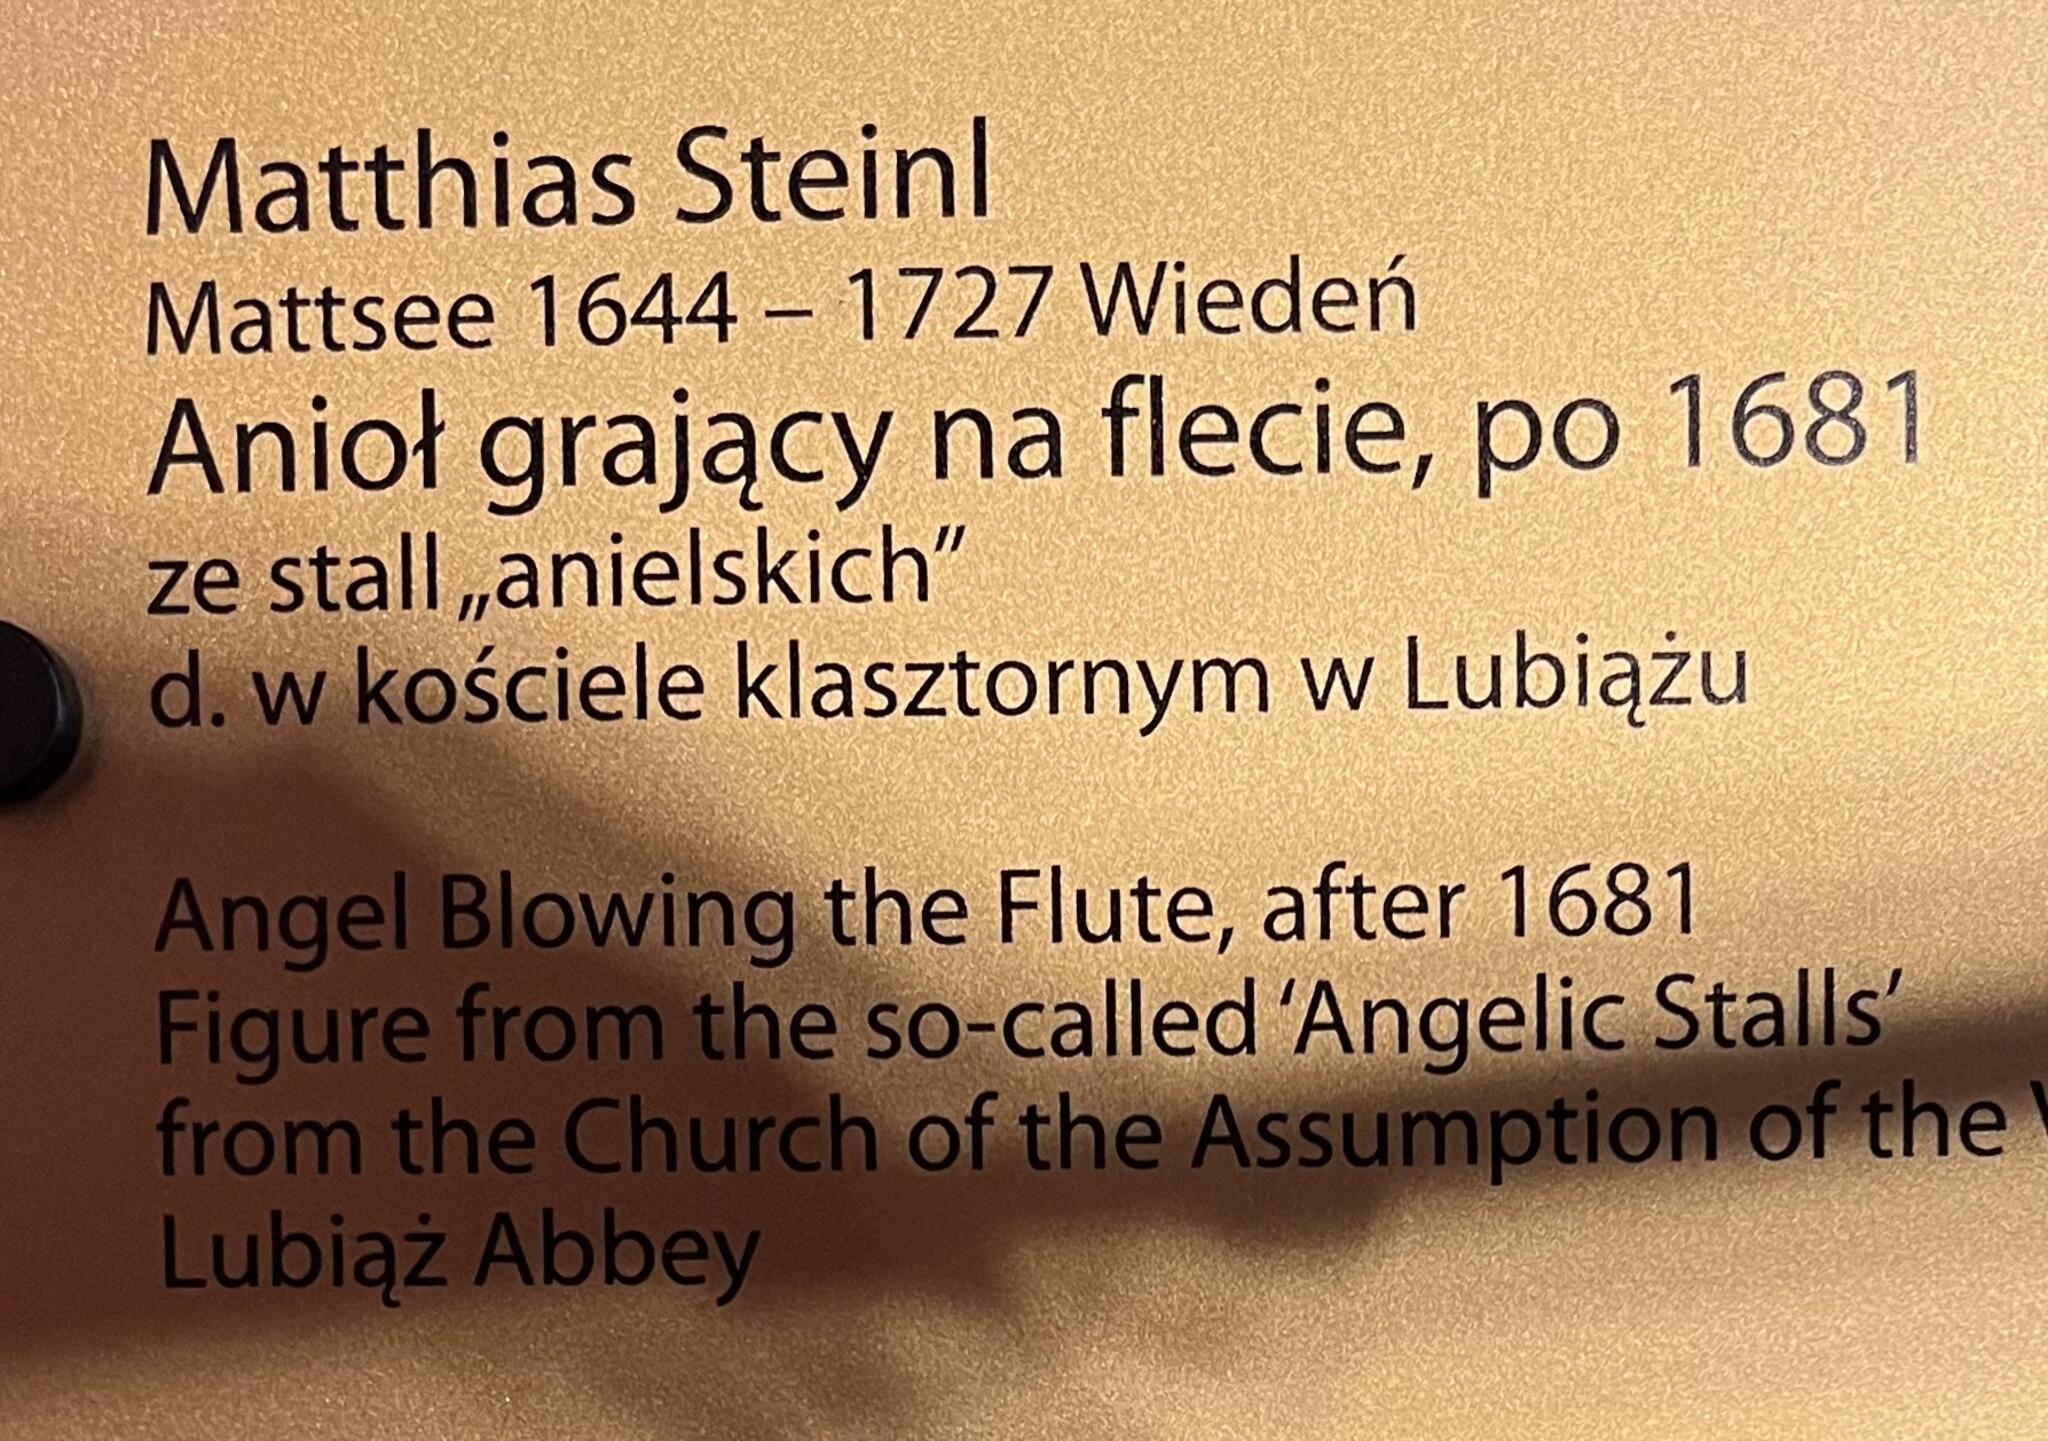 Matthias Steinl
Mattsee 1644 – 1727 Wiedeń
Anioł grający na flecie, po 1681
ze stall „anielskich”
d. w kościele klasztornym w Lubiążu
Angel Blowing the Flute, after 1681
Figure from the so-called ‘Angelic Stalls’
from the Church of the Assumption of the
Lubiąż Abbey